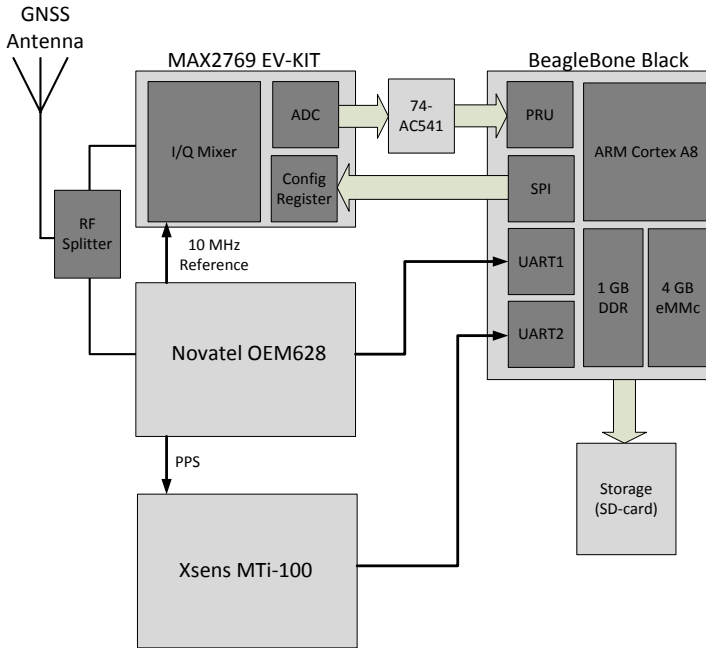 GNSS
Antenna
MAX2769 EV-KIT
BeagleBone Black
I/Q Mixer
ADC
74-
AC541
PRU
ARM Cortex A8
Config
Register
SPI
RF
Splitter
10 MHz
Reference
UART1
1 GB
DDR
4 GB
eMMc
UART2
Novatel OEM628
PPS
Storage
(SD-card)
Xsens MTi-100